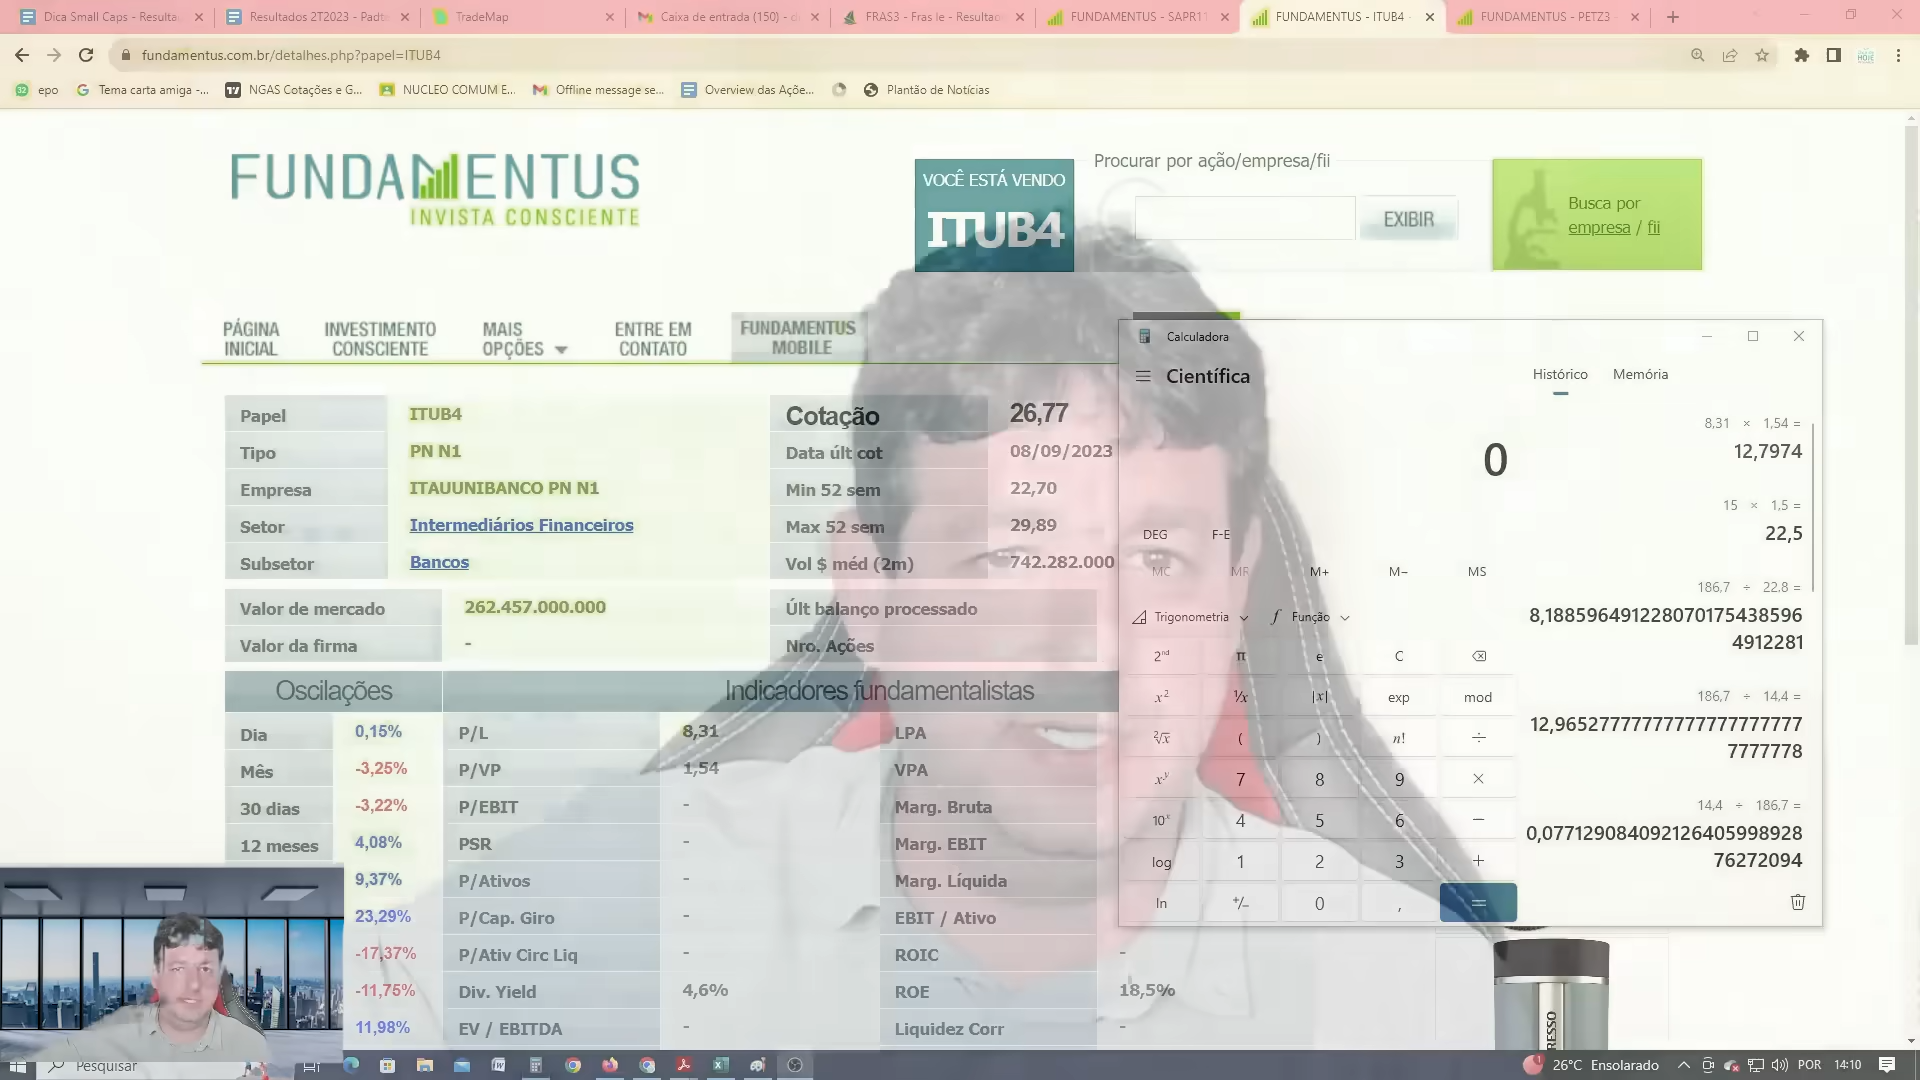 Dica Small Caps - Resulta
Resultados 2T2023 - Padt
TradeMap
Caixa de entrada (150) - d
FRAS3 - Fras le - Resultado
FUNDAMENTUS - SAPR11
FUNDAMENTUS - ITUB4 -
FUNDAMENTUS - PETZ3
fundamentus.com.br/detalhes.php?papel=ITUB4
epo
Tema carta amiga -...
NGAS Cotações e G...
NUCLEO COMUM E...
Offline message se...
Overview das Açõe...
Plantão de Notícias
FUNDAMENTUS
INVISTA CONSCIENTE
VOCÊ ESTÁ VENDO
ITUB4
Procurar por ação/empresa/fii
EXIBIR
Busca por
empresa / fii
PÁGINA INICIAL
INVESTIMENTO CONSCIENTE
MAIS OPÇÕES
ENTRE EM CONTATO
FUNDAMENTUS MOBILE
Papel ITUB4 Cotação 26,77
Tipo PN N1 Data últ cot 08/09/2023
Empresa ITAUUNIBANCO PN N1 Min 52 sem 22,70
Setor Intermediários Financeiros Max 52 sem 29,89
Subsetor Bancos Vol $ méd (2m) 742.282.000
Valor de mercado 262.457.000.000 Últ balanço processado
Valor da firma - Nro. Ações
Oscilações Indicadores fundamentalistas
Dia 0,15% P/L 8,31 LPA
Mês -3,25% P/VP 1,54 VPA
30 dias -3,22% P/EBIT - Marg. Bruta
12 meses 4,08% PSR - Marg. EBIT
9,37% P/Ativos - Marg. Líquida
23,29% P/Cap. Giro - EBIT / Ativo
-17,37% P/Ativ Circ Liq - ROIC -
-11,75% Div. Yield 4,6% ROE 18,5%
11,98% EV / EBITDA - Liquidez Corr -
Calculadora
Científica
Histórico Memória
0
DEG F-E
MC MR M+ M− MS
Trigonometria f Função
2nd π e C
x² ¹/x |x| exp mod
²√x ( ) n! ÷
xʸ 7 8 9 ×
10ˣ 4 5 6 −
log 1 2 3 +
ln +/− 0 , =
8,31 × 1,54 =
12,7974
15 × 1,5 =
22,5
186,7 ÷ 22,8 =
8,188596491228070175438596
4912281
186,7 ÷ 14,4 =
12,96527777777777777777777
7777778
14,4 ÷ 186,7 =
0,077129084092126405998928
76272094
RESSO
32
1
Pesquisar
26°C Ensolarado
POR
14:10